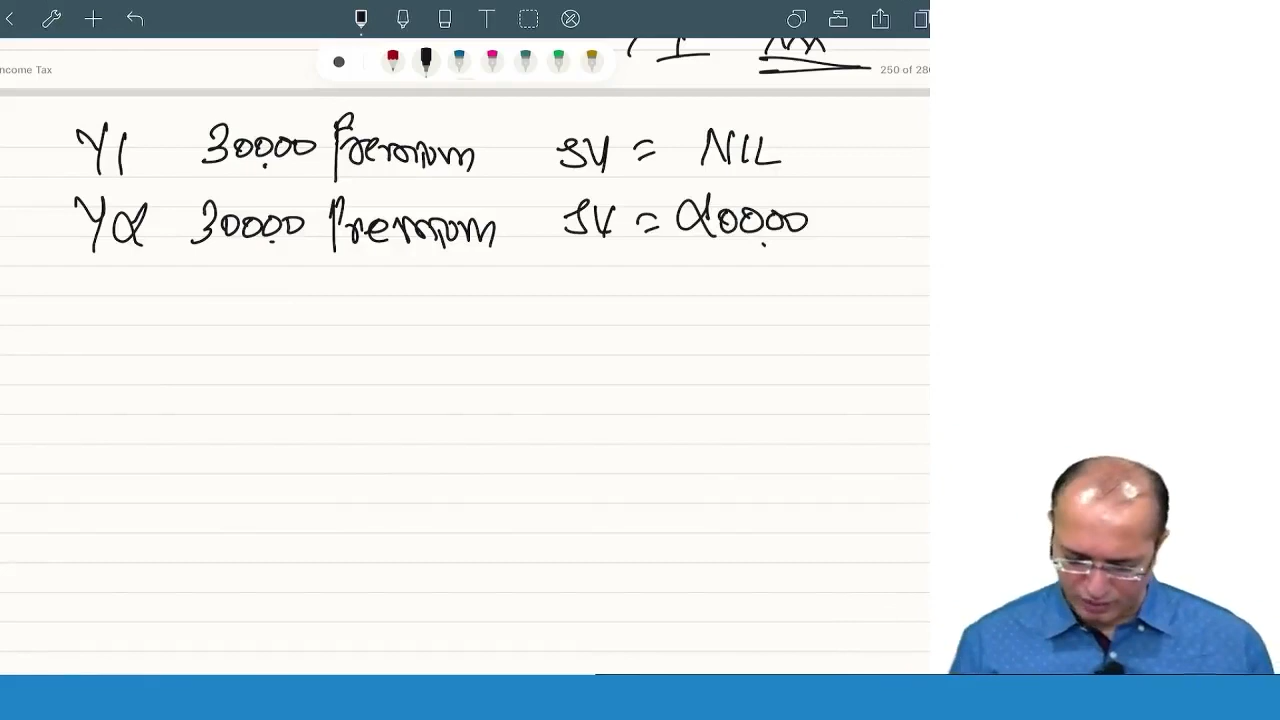 ncome Tax
250 of 28
Y1 30000 Premium SV = NIL
Y2 30000 Premium SV = 20000